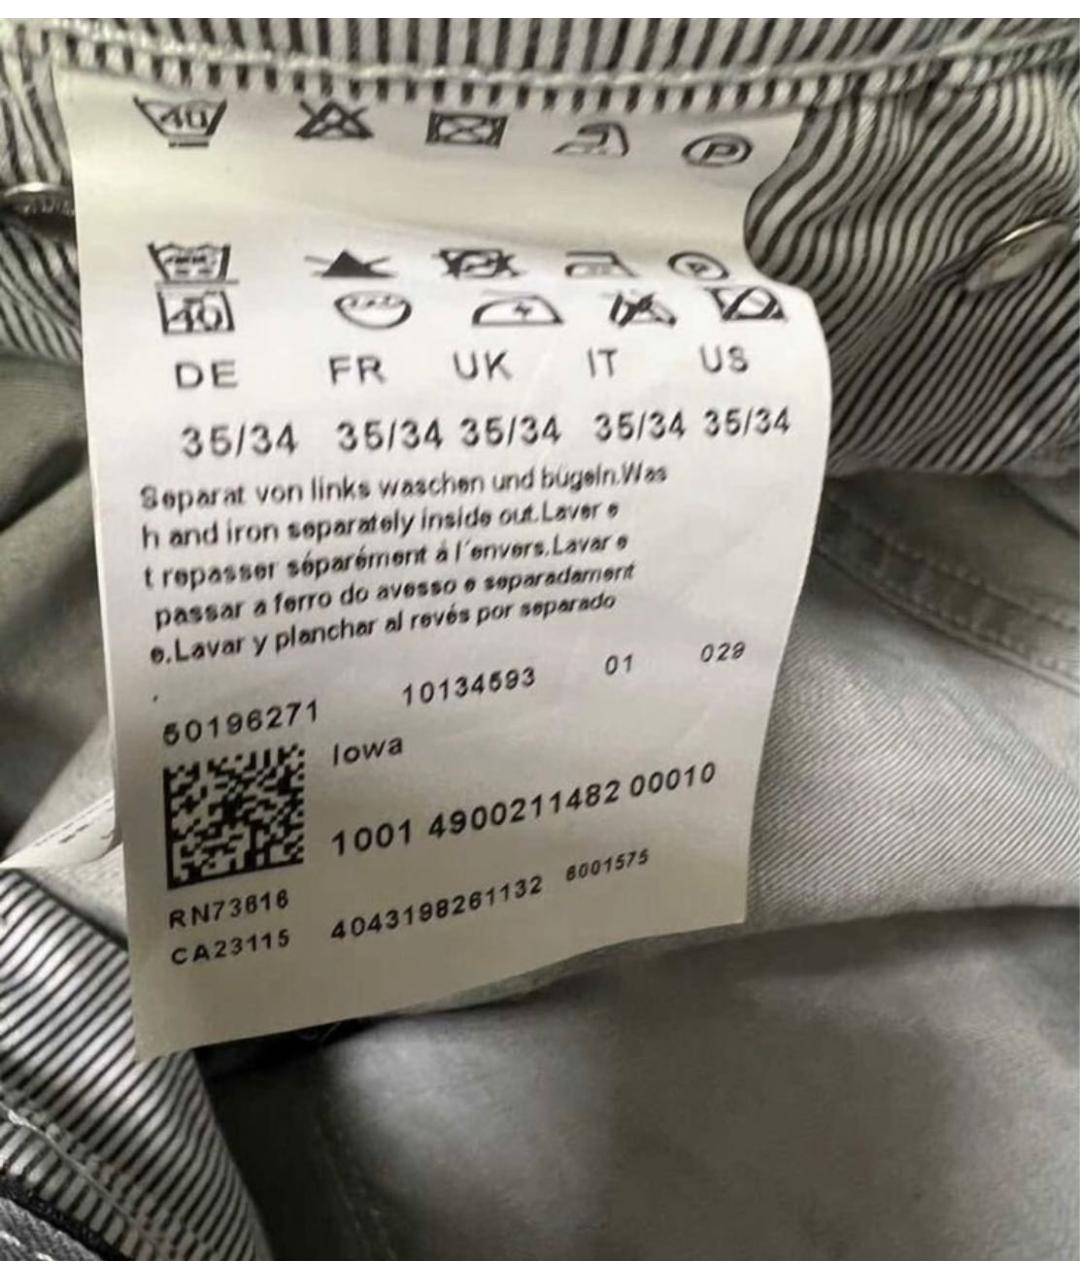 40
40
DE FR UK IT US
35/34 35/34 35/34 35/34 35/34
Separat von links waschen und bügeln.Was
h and iron separately inside out.Laver e
t repasser séparément à l'envers.Lavar e
passar a ferro do avesso e separadament
e.Lavar y planchar al revés por separado
.
50196271 10134593 01 029
Iowa
1001 4900211482 00010
RN73616 4043198261132 6001575
CA23115